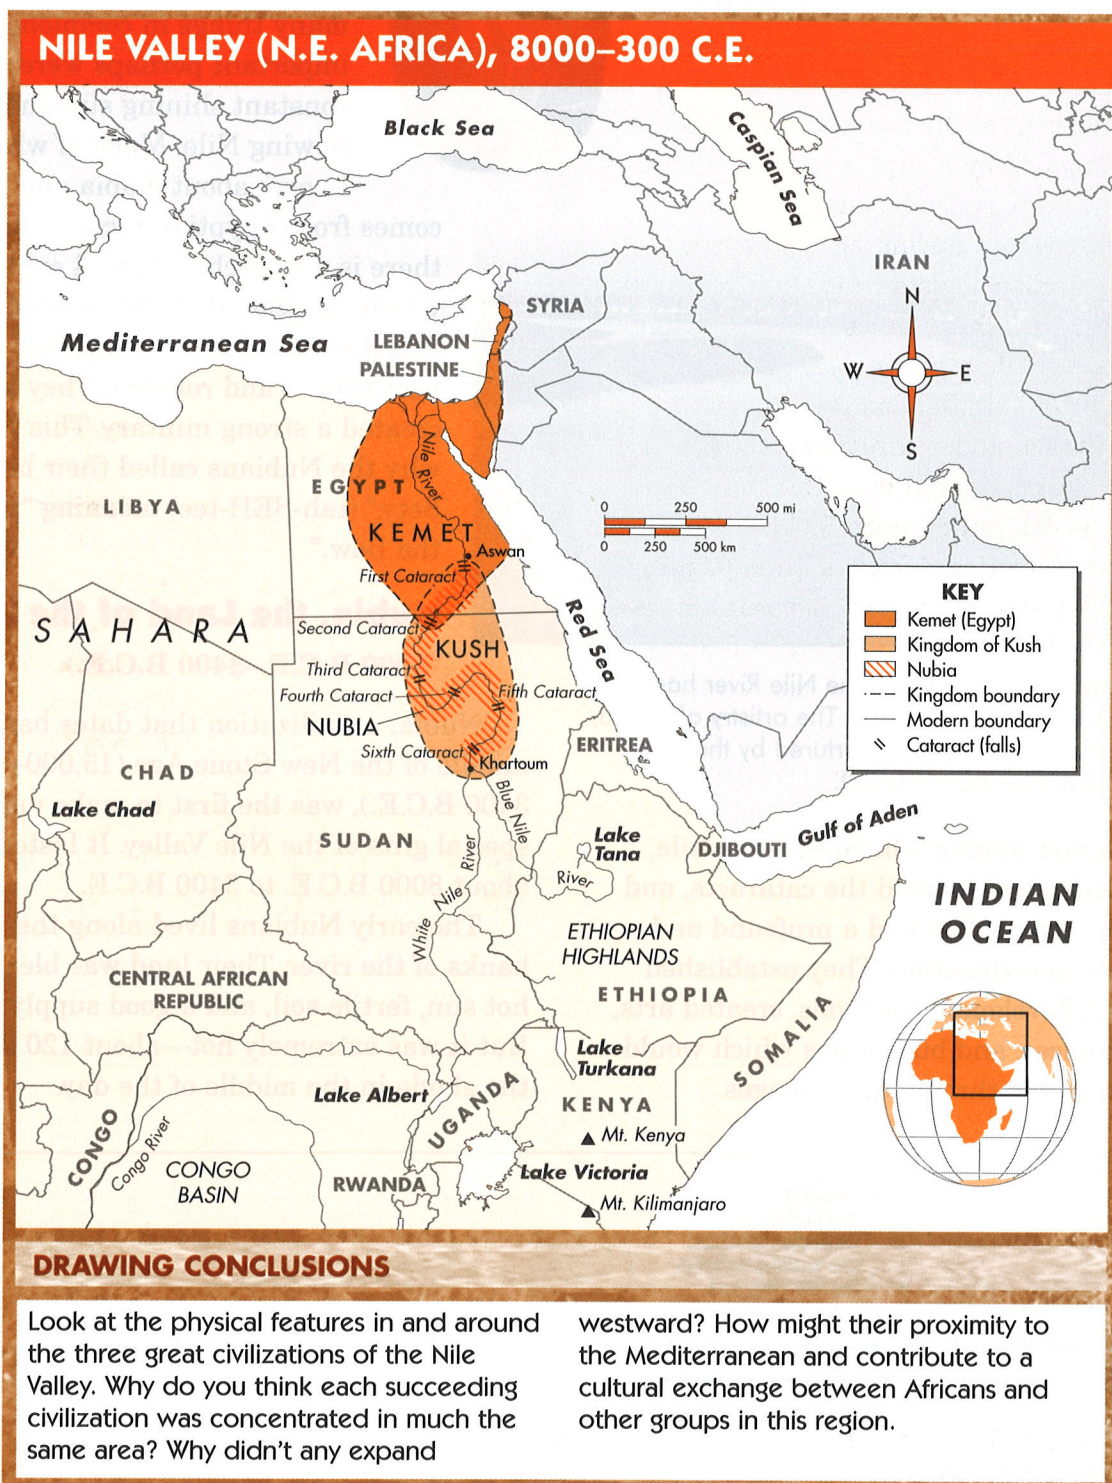 NILE VALLEY (N.E. AFRICA), 8000–300 C.E.
Black Sea
Caspian Sea
IRAN
SYRIA
Mediterranean Sea
LEBANON
PALESTINE
N
W
E
S
Nile River
EGYPT
LIBYA
KEMET
Aswan
First Cataract
0 250 500 mi
0 250 500 km
Red Sea
SAHARA
Second Cataract
KUSH
Third Cataract
Fourth Cataract
Fifth Cataract
NUBIA
Sixth Cataract
Khartoum
KEY
Kemet (Egypt)
Kingdom of Kush
Nubia
Kingdom boundary
Modern boundary
Cataract (falls)
ERITREA
CHAD
Lake Chad
Blue Nile
SUDAN
Lake
Tana
River
DJIBOUTI
Gulf of Aden
White Nile River
INDIAN
OCEAN
ETHIOPIAN
HIGHLANDS
ETHIOPIA
CENTRAL AFRICAN
REPUBLIC
SOMALIA
Lake
Turkana
Lake Albert
UGANDA
KENYA
Mt. Kenya
CONGO
Congo River
CONGO
BASIN
RWANDA
Lake Victoria
Mt. Kilimanjaro
DRAWING CONCLUSIONS
Look at the physical features in and around
the three great civilizations of the Nile
Valley. Why do you think each succeeding
civilization was concentrated in much the
same area? Why didn't any expand
westward? How might their proximity to
the Mediterranean and contribute to a
cultural exchange between Africans and
other groups in this region.